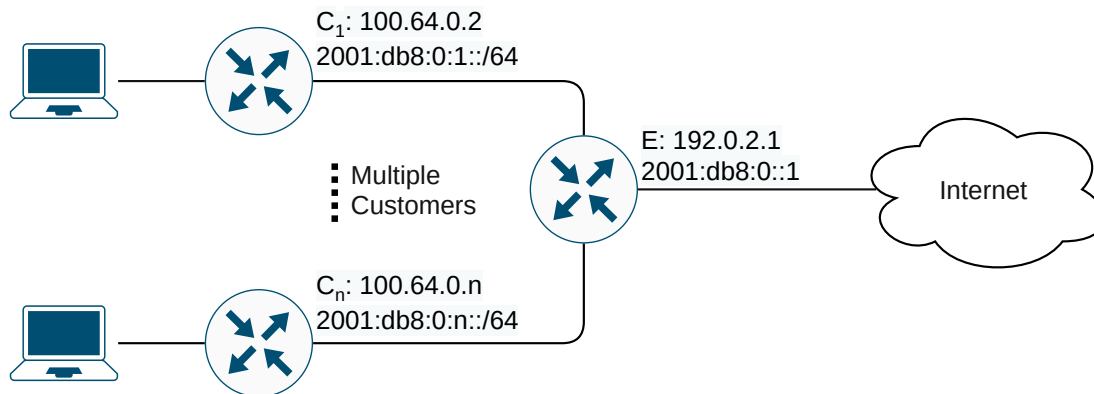 C₁: 100.64.0.2
2001:db8:0:1::/64
E: 192.0.2.1
2001:db8:0::1
Multiple
Customers
Internet
Cₙ: 100.64.0.n
2001:db8:0:n::/64